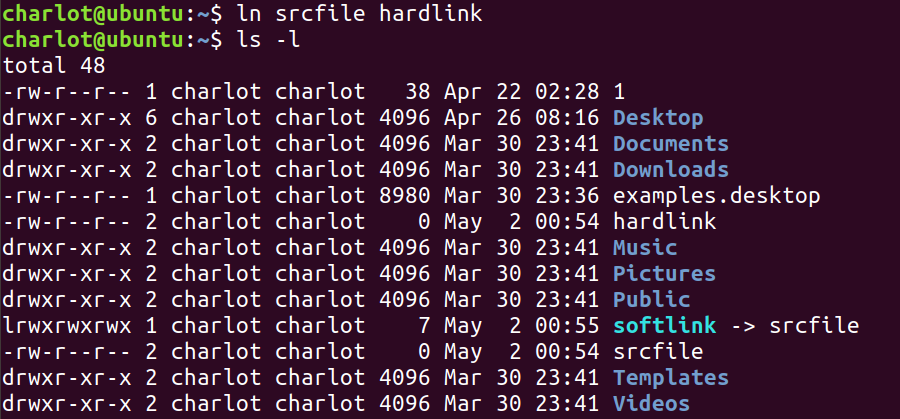 charlot@ubuntu:~$ ln srcfile hardlink
charlot@ubuntu:~$ ls -l
total 48
-rw-r--r-- 1 charlot charlot   38 Apr 22 02:28 1
drwxr-xr-x 6 charlot charlot 4096 Apr 26 08:16 Desktop
drwxr-xr-x 2 charlot charlot 4096 Mar 30 23:41 Documents
drwxr-xr-x 2 charlot charlot 4096 Mar 30 23:41 Downloads
-rw-r--r-- 1 charlot charlot 8980 Mar 30 23:36 examples.desktop
-rw-r--r-- 2 charlot charlot    0 May  2 00:54 hardlink
drwxr-xr-x 2 charlot charlot 4096 Mar 30 23:41 Music
drwxr-xr-x 2 charlot charlot 4096 Mar 30 23:41 Pictures
drwxr-xr-x 2 charlot charlot 4096 Mar 30 23:41 Public
lrwxrwxrwx 1 charlot charlot    7 May  2 00:55 softlink -> srcfile
-rw-r--r-- 2 charlot charlot    0 May  2 00:54 srcfile
drwxr-xr-x 2 charlot charlot 4096 Mar 30 23:41 Templates
drwxr-xr-x 2 charlot charlot 4096 Mar 30 23:41 Videos